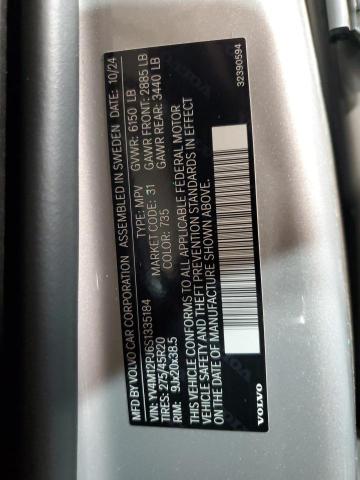 MFD BY VOLVO CAR CORPORATION ASSEMBLED IN SWEDEN DATE: 10/24
GVWR: 6150 LB
GAWR FRONT: 2885 LB
GAWR REAR: 3440 LB
VIN: YV4M12RJ6S1335184 TYPE: MPV
TIRES: 275/45R20 MARKET CODE: 31
RIM: 9Jx20x38.5 COLOR: 735
THIS VEHICLE CONFORMS TO ALL APPLICABLE FEDERAL MOTOR
VEHICLE SAFETY AND THEFT PREVENTION STANDARDS IN EFFECT
ON THE DATE OF MANUFACTURE SHOWN ABOVE.
VOLVO
32390594